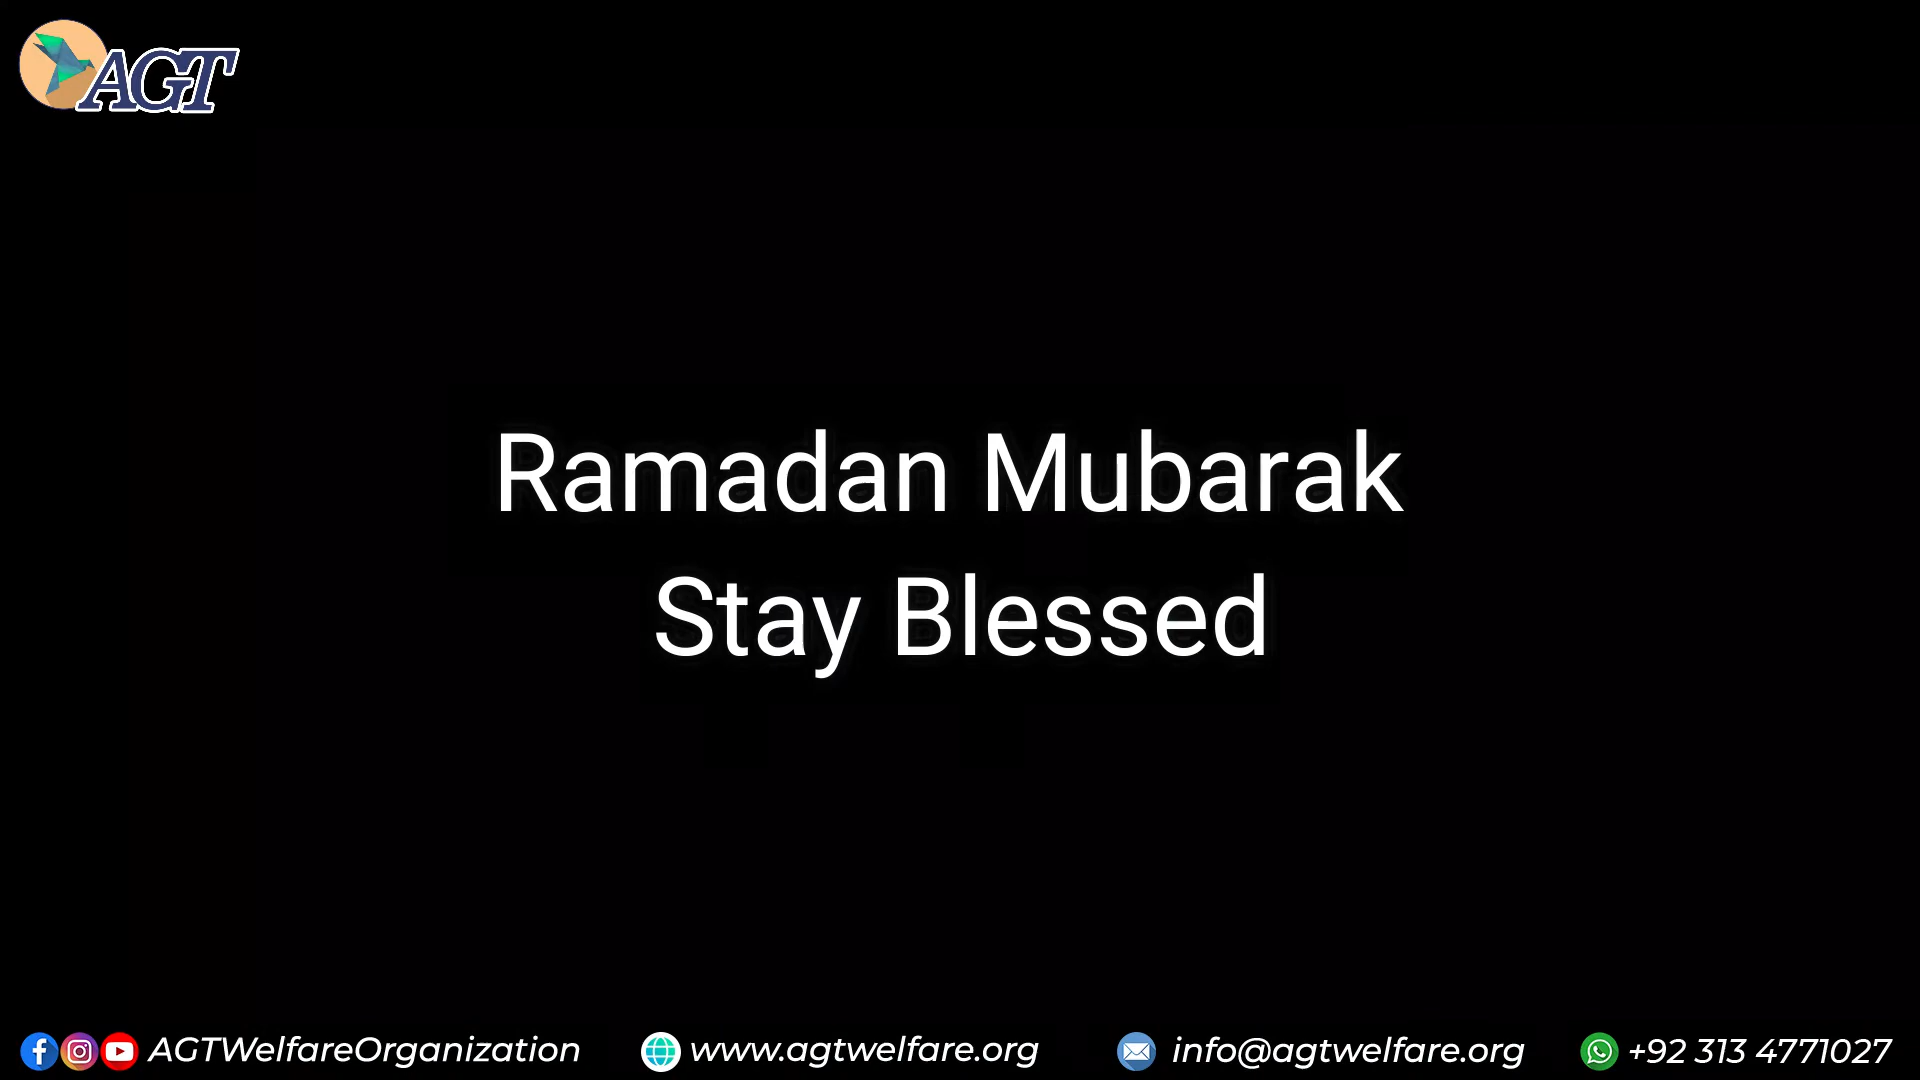 AGT
Ramadan Mubarak
Stay Blessed
AGTWelfareOrganization
www.agtwelfare.org
info@agtwelfare.org
+92 313 4771027